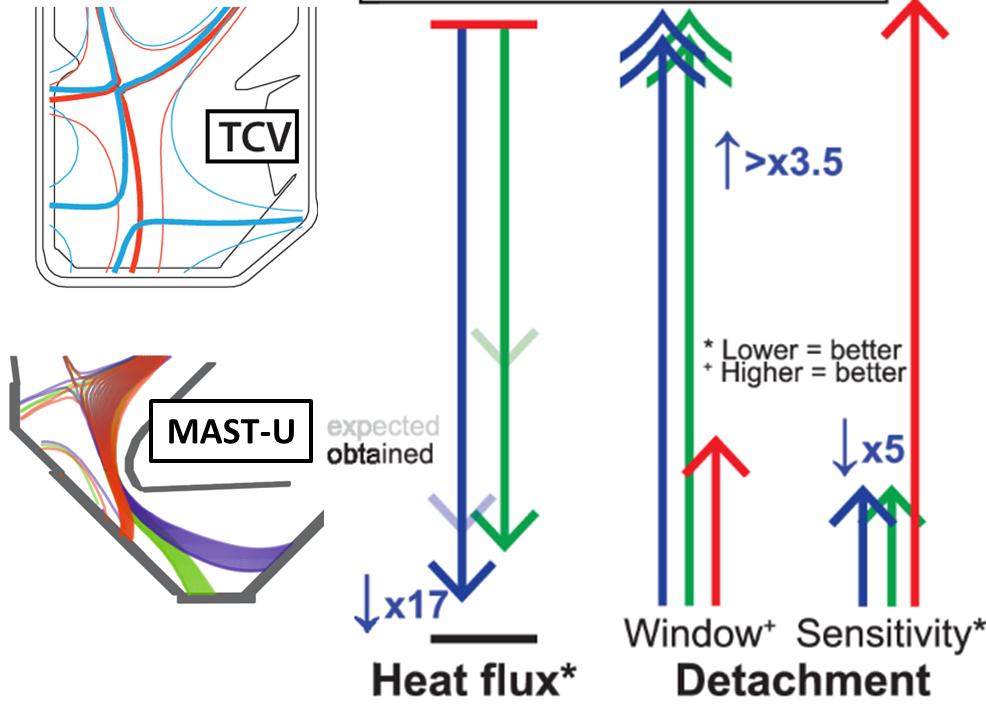 TCV
↑>x3.5
* Lower = better
+ Higher = better
MAST-U
expected
obtained
↓x5
↓x17
Window+ Sensitivity*
Heat flux* Detachment